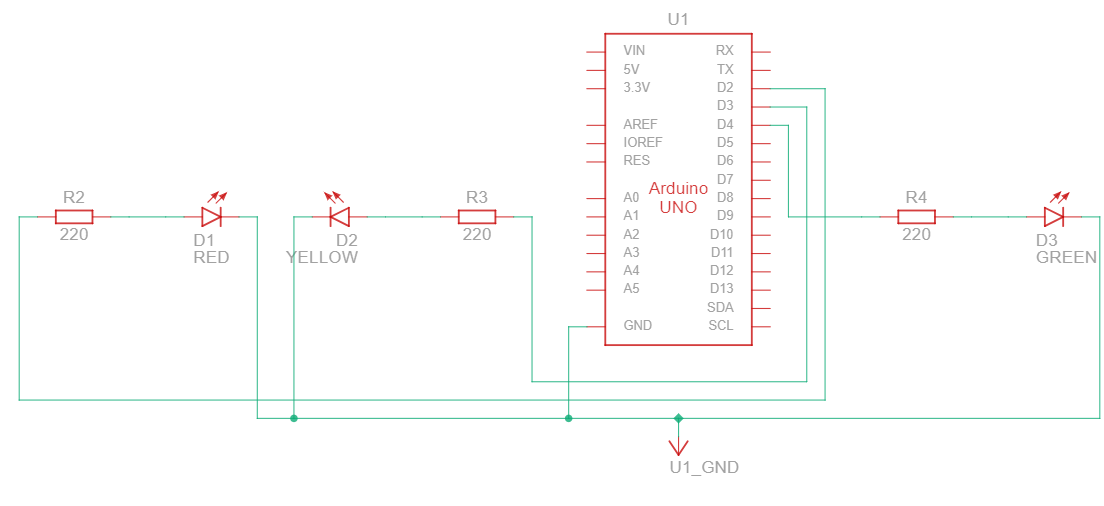 U1
VIN
5V
3.3V
AREF
IOREF
RES
A0
A1
A2
A3
A4
A5
GND
RX
TX
D2
D3
D4
D5
D6
D7
D8
D9
D10
D11
D12
D13
SDA
SCL
Arduino
UNO
R2
220
D1
RED
D2
YELLOW
R3
220
R4
220
D3
GREEN
U1_GND